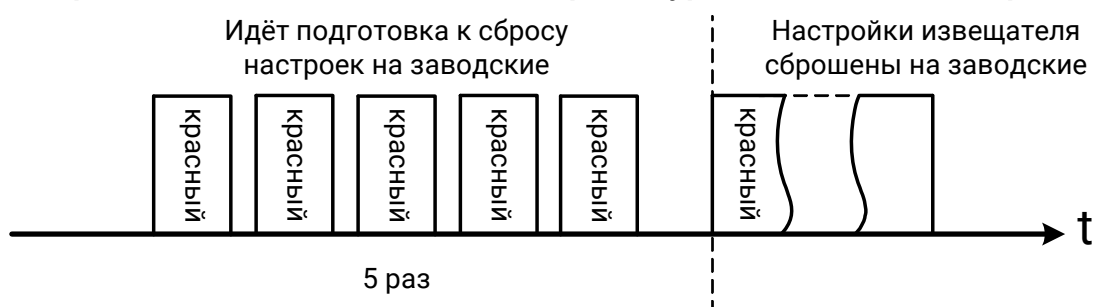 Идёт подготовка к сбросу
настроек на заводские
Настройки извещателя
сброшены на заводские
красный
красный
красный
красный
красный
красный
t
5 раз